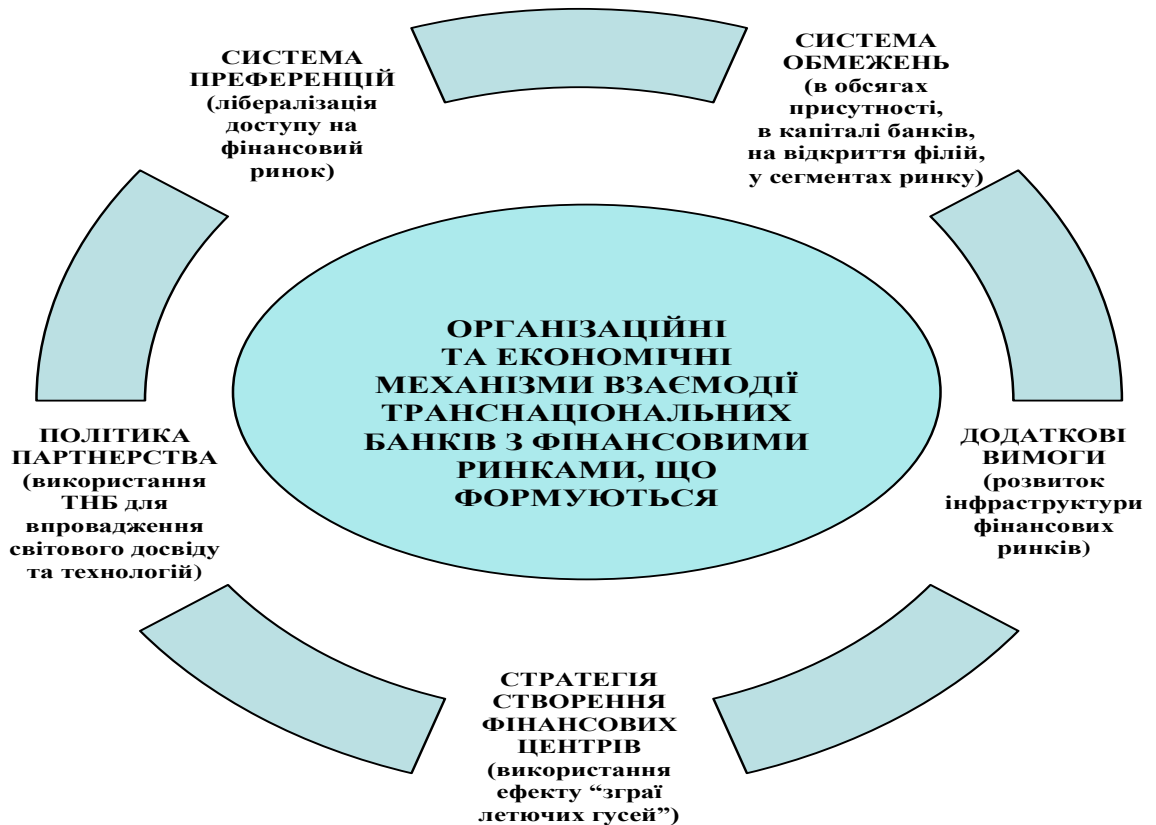 СИСТЕМА
ПРЕФЕРЕНЦІЙ
(лібералізація
доступу на
фінансовий
ринок)
СИСТЕМА
ОБМЕЖЕНЬ
(в обсягах
присутності,
в капіталі банків,
на відкриття філій,
у сегментах ринку)
ОРГАНІЗАЦІЙНІ
ТА ЕКОНОМІЧНІ
МЕХАНІЗМИ ВЗАЄМОДІЇ
ТРАНСНАЦІОНАЛЬНИХ
БАНКІВ З ФІНАНСОВИМИ
РИНКАМИ, ЩО
ФОРМУЮТЬСЯ
ПОЛІТИКА
ПАРТНЕРСТВА
(використання
ТНБ для
впровадження
світового досвіду
та технологій)
ДОДАТКОВІ
ВИМОГИ
(розвиток
інфраструктури
фінансових
ринків)
СТРАТЕГІЯ
СТВОРЕННЯ
ФІНАНСОВИХ
ЦЕНТРІВ
(використання
ефекту “зграї
летючих гусей”)